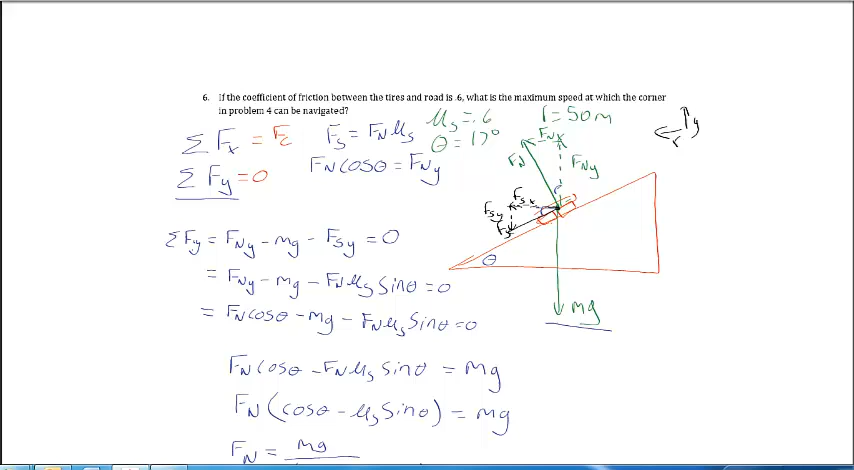 6. If the coefficient of friction between the tires and road is .6, what is the maximum speed at which the corner
in problem 4 can be navigated?
μs = .6
r = 50m
θ = 17°
ΣFx = Fc
Fs = FNμs
FNcosθ = FNy
ΣFy = 0
FNx
FN
FNy
r
y
Fsx
Fsy
Fs
θ
mg
ΣFy = FNy - mg - Fsy = 0
= FNy - mg - FNμs sinθ = 0
= FNcosθ - mg - FNμs sinθ = 0
FNcosθ - FNμs sinθ = mg
FN(cosθ - μs sinθ) = mg
FN = mg